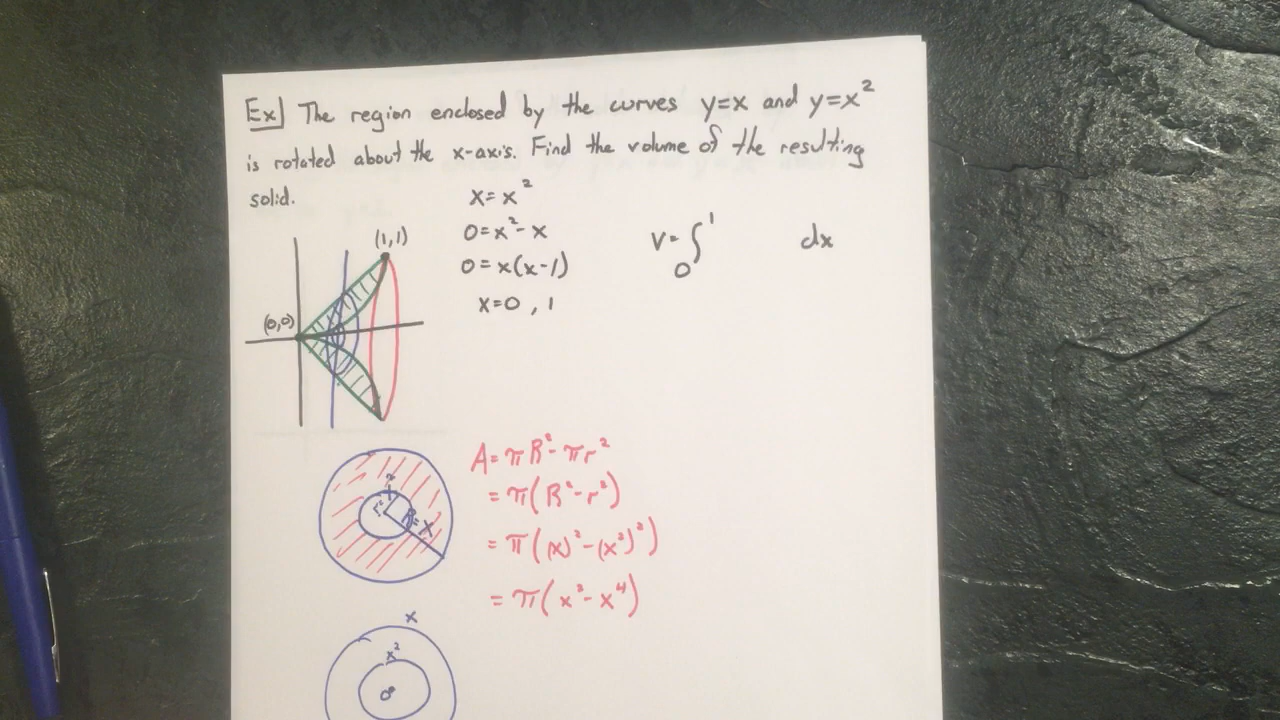 Ex] The region enclosed by the curves y=x and y=x²
is rotated about the x-axis. Find the volume of the resulting
solid.
x=x²
0=x²-x
0=x(x-1)
x=0, 1
V=∫₀¹ dx
(1,1)
(0,0)
A=πR²-πr²
=π(R²-r²)
=π((x)²-(x²)²)
=π(x²-x⁴)
r=x²
R=x
x
x²
0